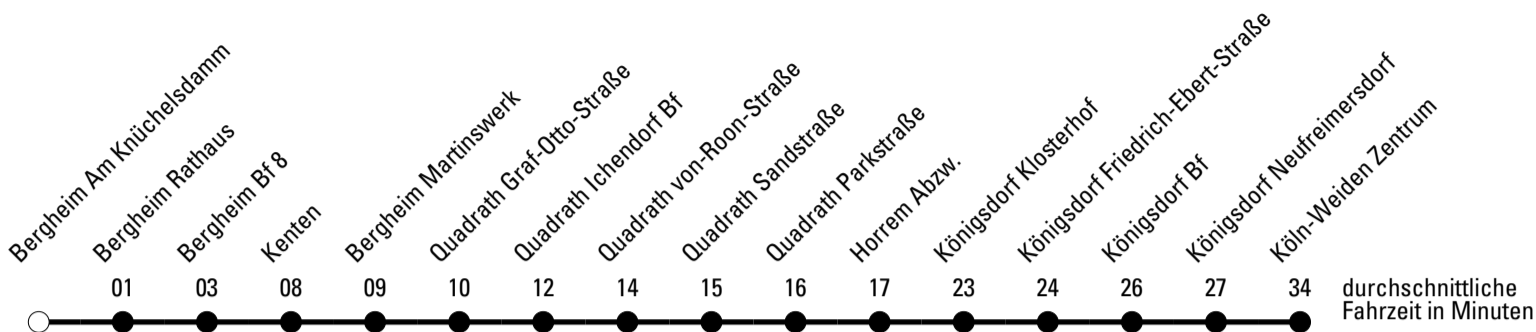 Bergheim Am Knüchelsdamm
Bergheim Rathaus
Bergheim Bf 8
Kenten
Bergheim Martinswerk
Quadrath Graf-Otto-Straße
Quadrath Ichendorf Bf
Quadrath von-Roon-Straße
Quadrath Sandstraße
Quadrath Parkstraße
Horrem Abzw.
Königsdorf Klosterhof
Königsdorf Friedrich-Ebert-Straße
Königsdorf Bf
Königsdorf Neufreimersdorf
Köln-Weiden Zentrum
01 03 08 09 10 12 14 15 16 17 23 24 26 27 34 durchschnittliche
Fahrzeit in Minuten